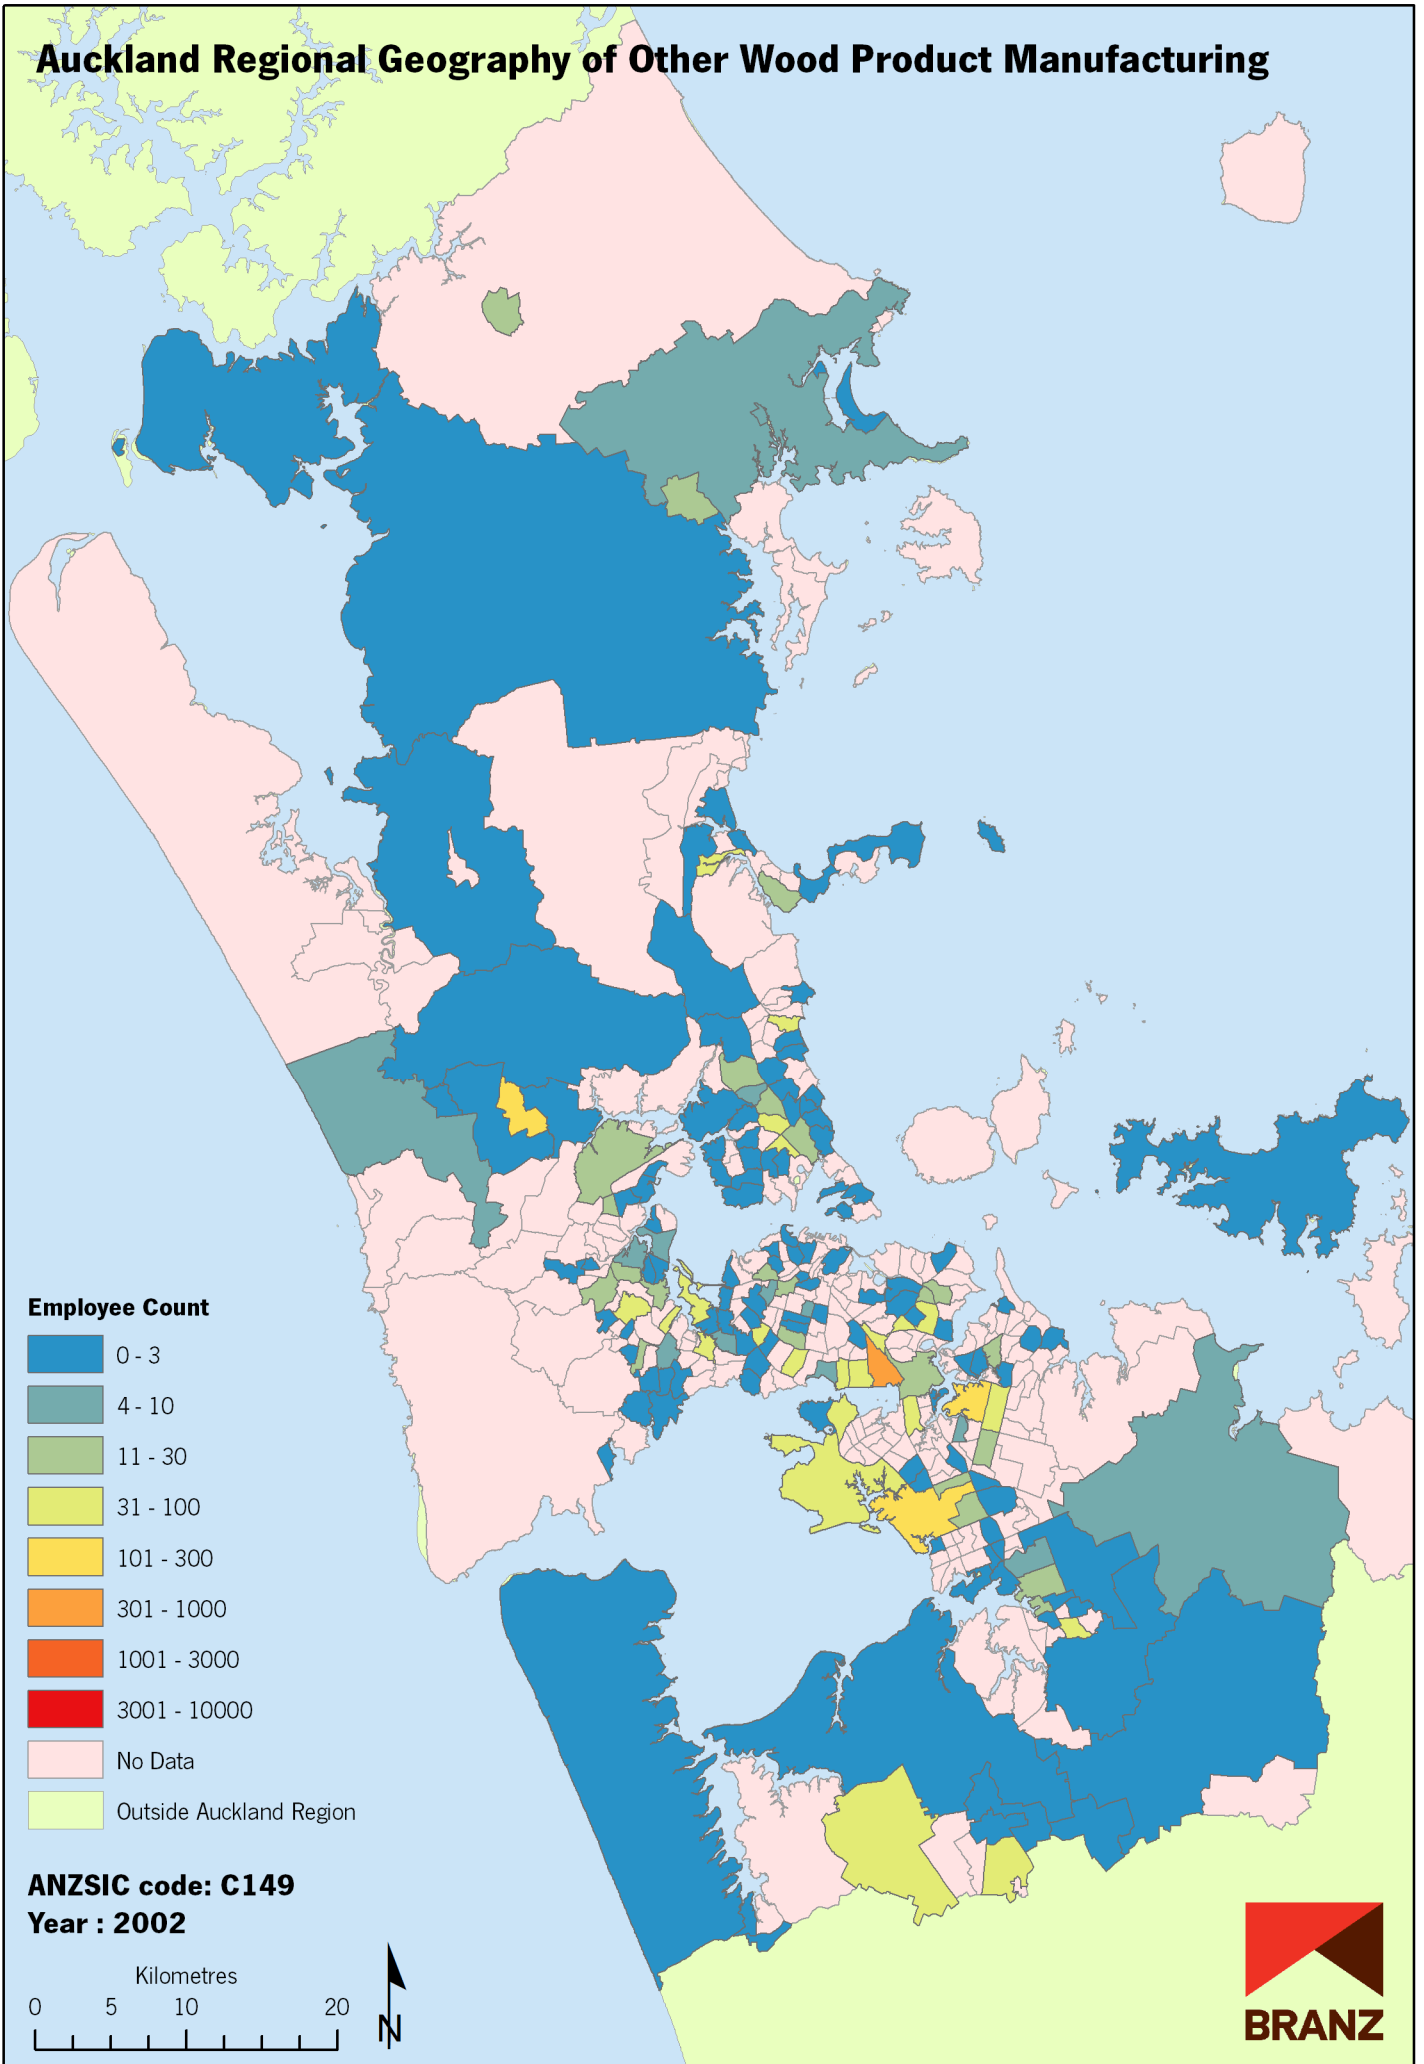 Auckland Regional Geography of Other Wood Product Manufacturing
Employee Count
0 - 3
4 - 10
11 - 30
31 - 100
101 - 300
301 - 1000
1001 - 3000
3001 - 10000
No Data
Outside Auckland Region
ANZSIC code: C149
Year : 2002
Kilometres
0 5 10 20
N
BRANZ